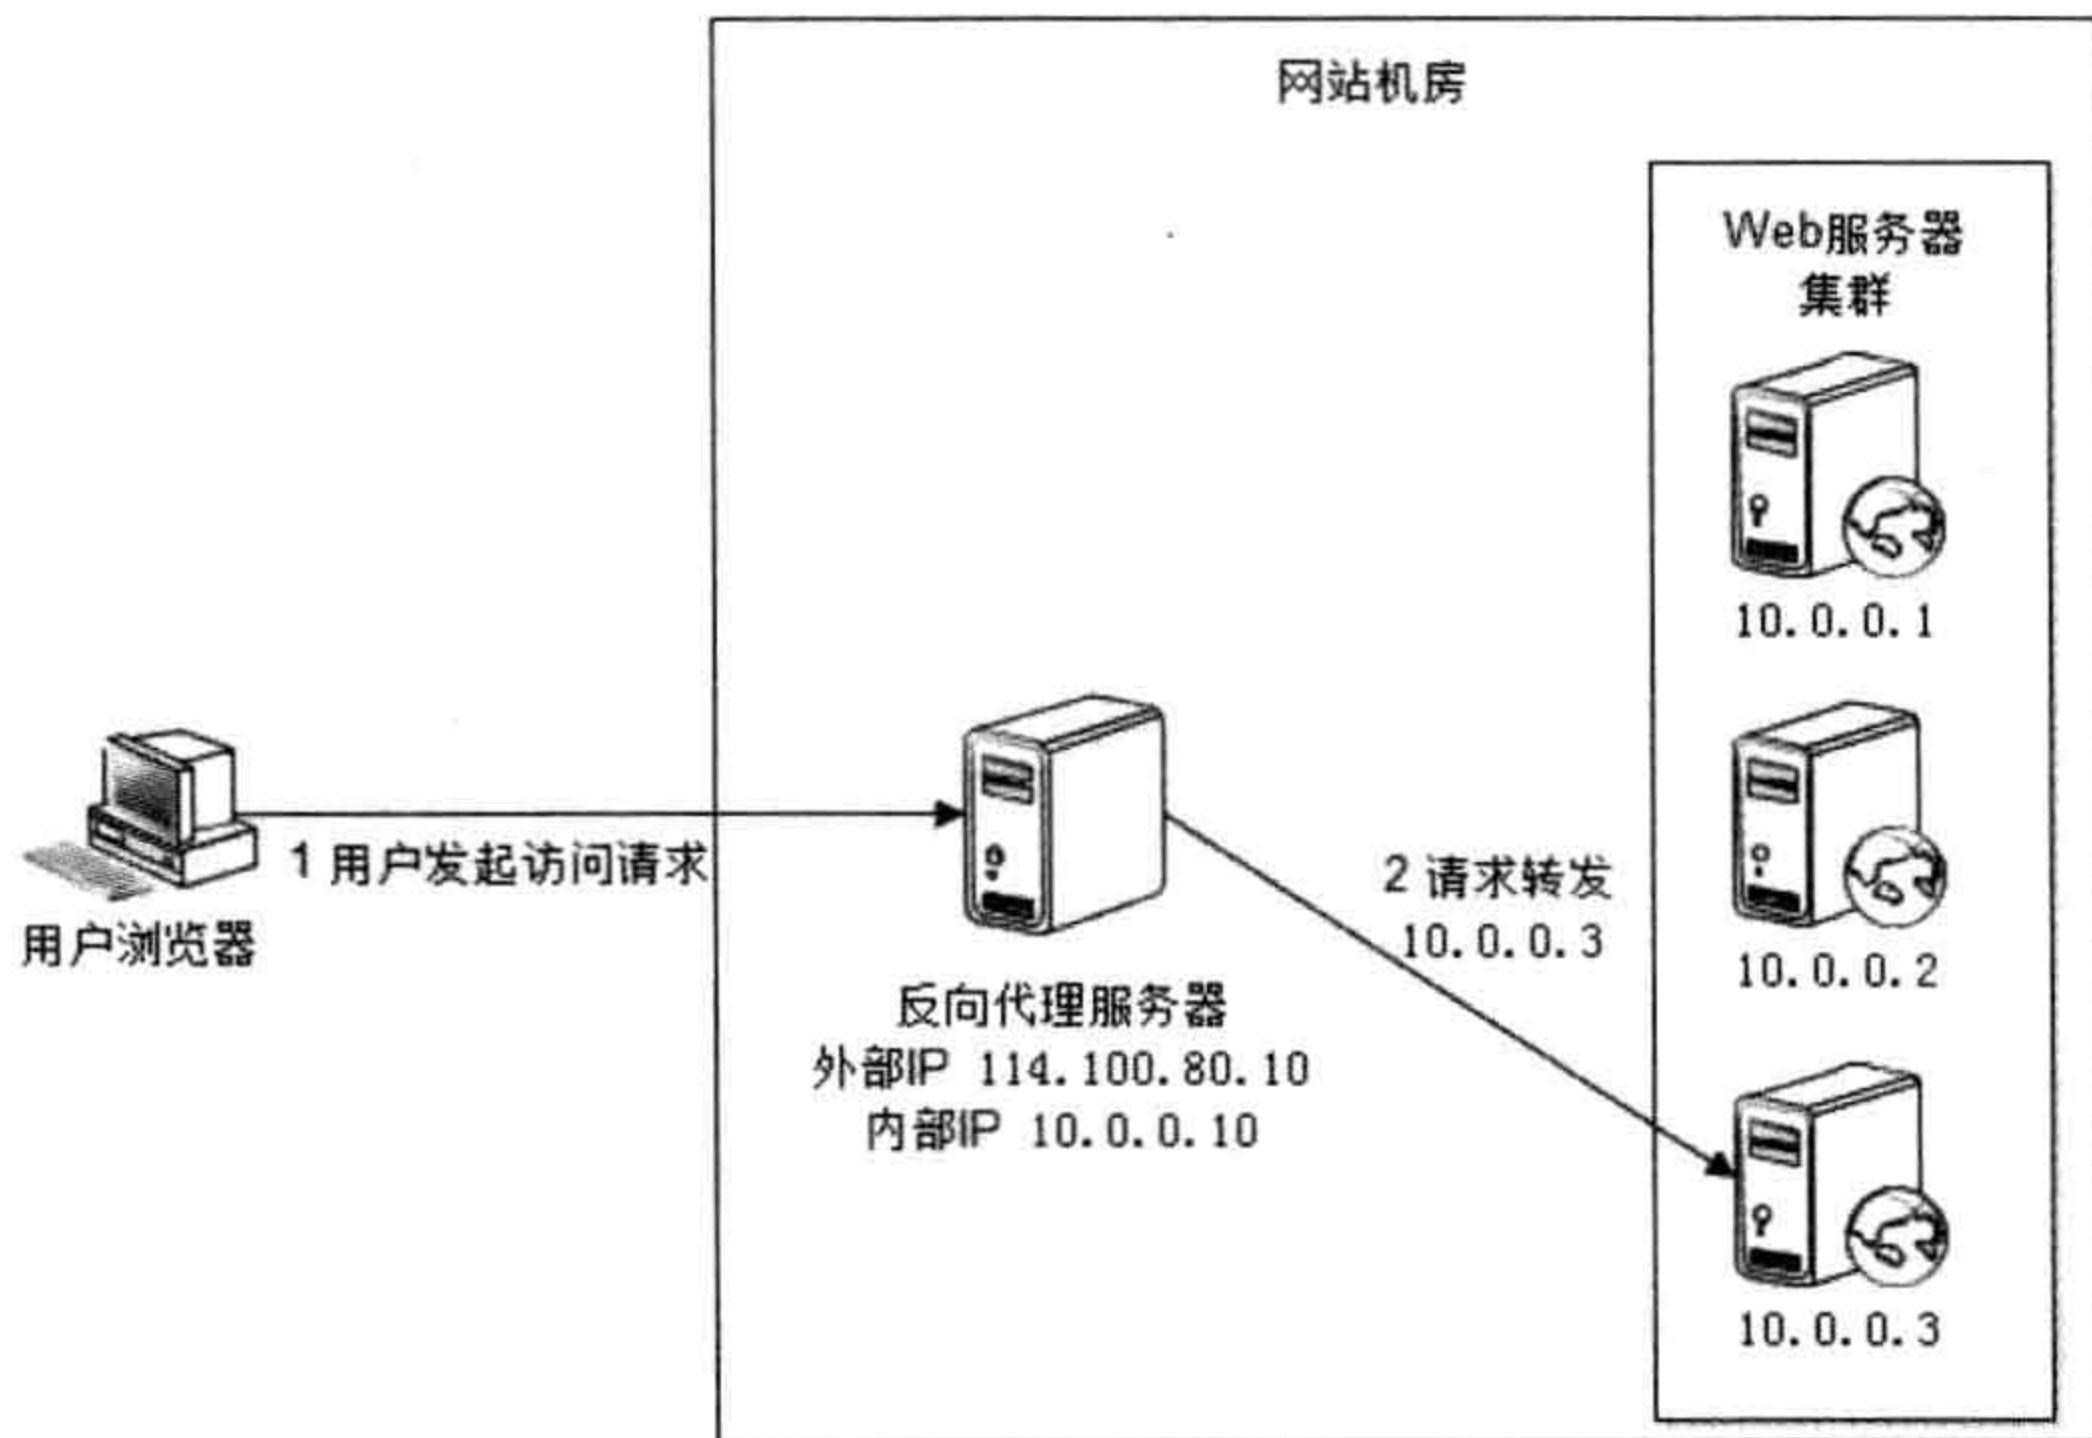 网站机房
Web服务器
集群
10.0.0.1
1 用户发起访问请求
用户浏览器
2 请求转发
10.0.0.3
反向代理服务器
外部IP 114.100.80.10
内部IP 10.0.0.10
10.0.0.2
10.0.0.3